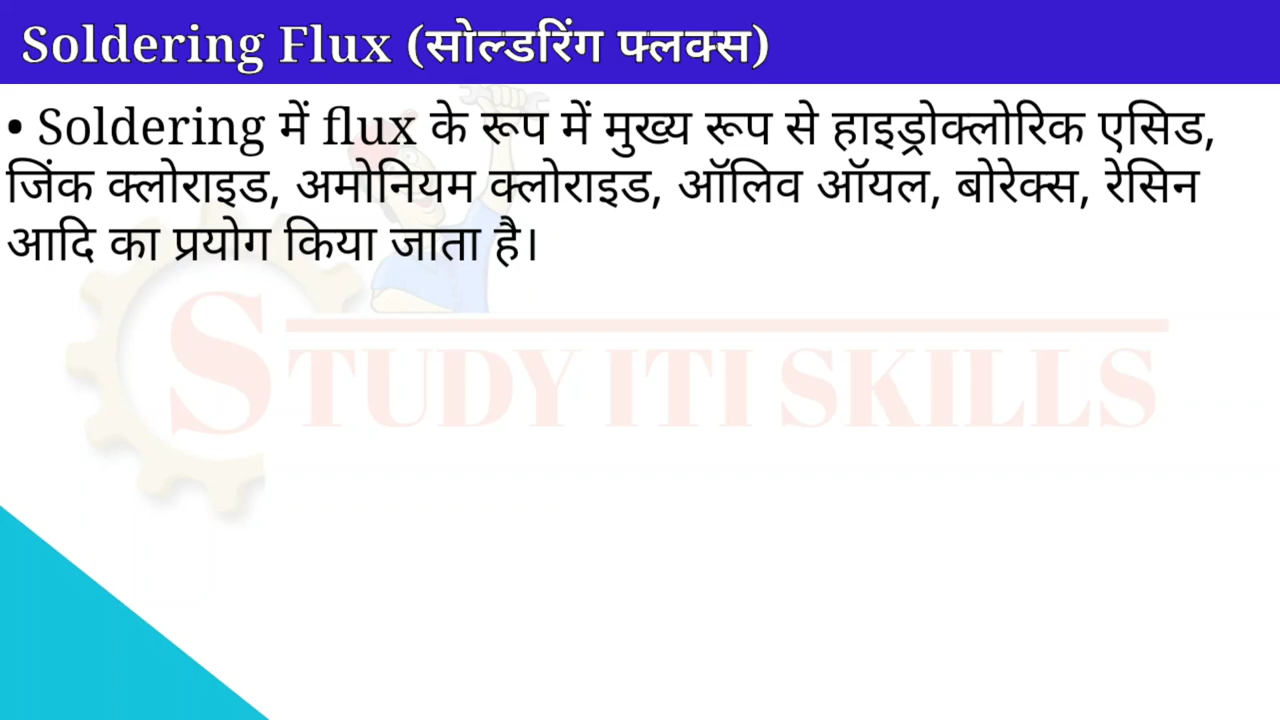 Soldering Flux (सोल्डरिंग फ्लक्स)
• Soldering में flux के रूप में मुख्य रूप से हाइड्रोक्लोरिक एसिड,
जिंक क्लोराइड, अमोनियम क्लोराइड, ऑलिव ऑयल, बोरेक्स, रेसिन
आदि का प्रयोग किया जाता है।
STUDY ITI SKILLS